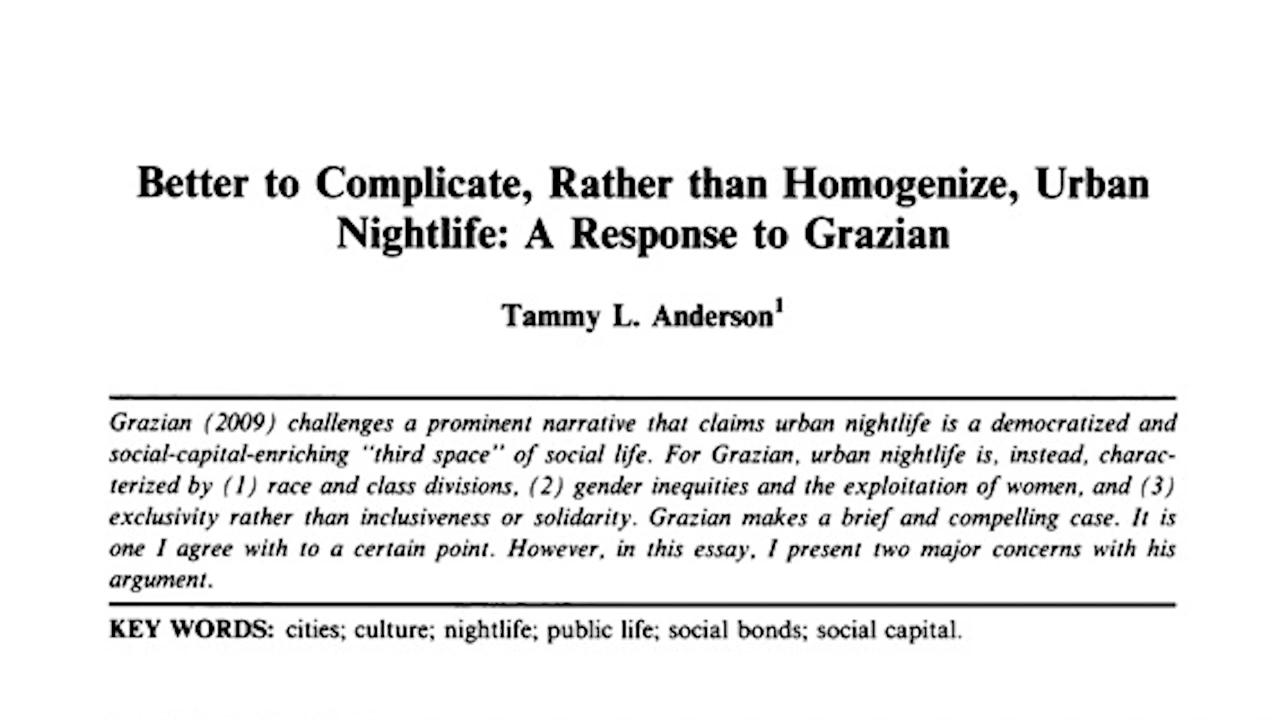 Better to Complicate, Rather than Homogenize, Urban
Nightlife: A Response to Grazian
Tammy L. Anderson¹
Grazian (2009) challenges a prominent narrative that claims urban nightlife is a democratized and
social-capital-enriching “third space” of social life. For Grazian, urban nightlife is, instead, charac-
terized by (1) race and class divisions, (2) gender inequities and the exploitation of women, and (3)
exclusivity rather than inclusiveness or solidarity. Grazian makes a brief and compelling case. It is
one I agree with to a certain point. However, in this essay, I present two major concerns with his
argument.
KEY WORDS: cities; culture; nightlife; public life; social bonds; social capital.